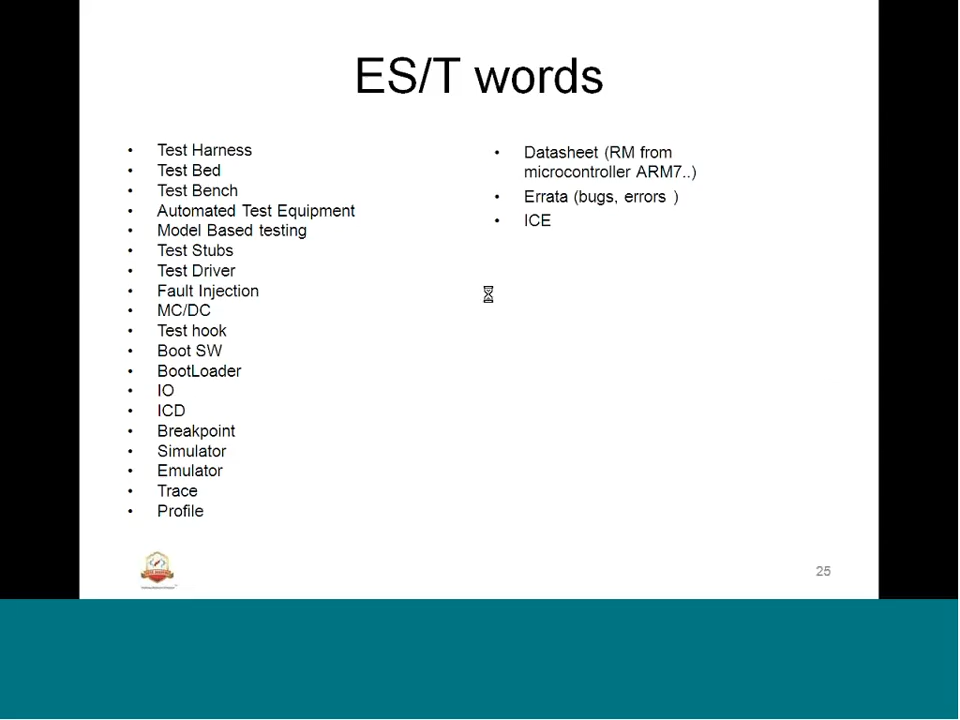 ES/T words
• Test Harness
• Test Bed
• Test Bench
• Automated Test Equipment
• Model Based testing
• Test Stubs
• Test Driver
• Fault Injection
• MC/DC
• Test hook
• Boot SW
• BootLoader
• IO
• ICD
• Breakpoint
• Simulator
• Emulator
• Trace
• Profile
• Datasheet (RM from
microcontroller ARM7..)
• Errata (bugs, errors )
• ICE
25